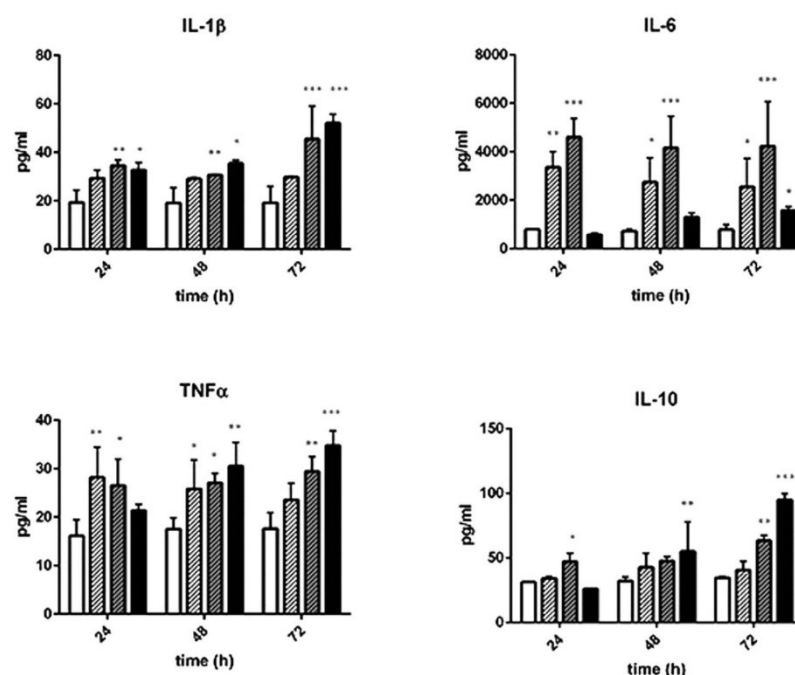 IL-1β
80
60
40
20
0
pg/ml
** *
** *
*** ***
24 48 72
time (h)
IL-6
8000
6000
4000
2000
0
pg/ml
** ***
* ***
* *** *
24 48 72
time (h)
TNFα
40
30
20
10
0
pg/ml
** *
* * **
** ***
24 48 72
time (h)
IL-10
150
100
50
0
pg/ml
*
**
** ***
24 48 72
time (h)